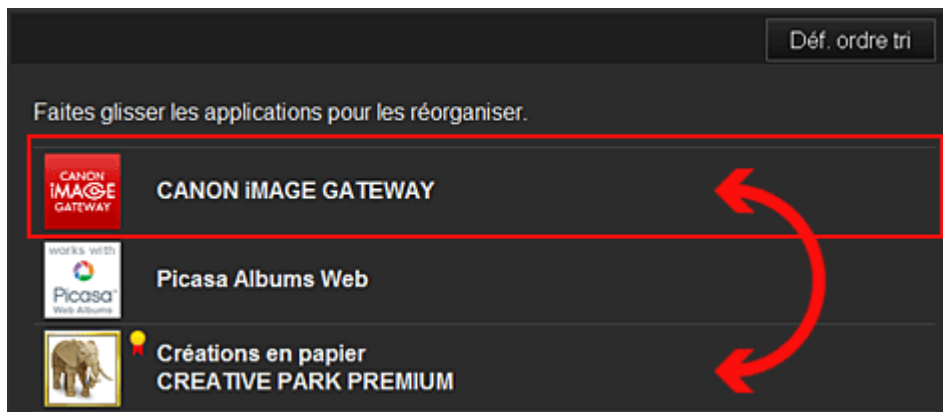 Déf. ordre tri
Faites glisser les applications pour les réorganiser.
CANON
iMAGE
GATEWAY
CANON iMAGE GATEWAY
works with
Picasa™
Web Albums
Picasa Albums Web
Créations en papier
CREATIVE PARK PREMIUM